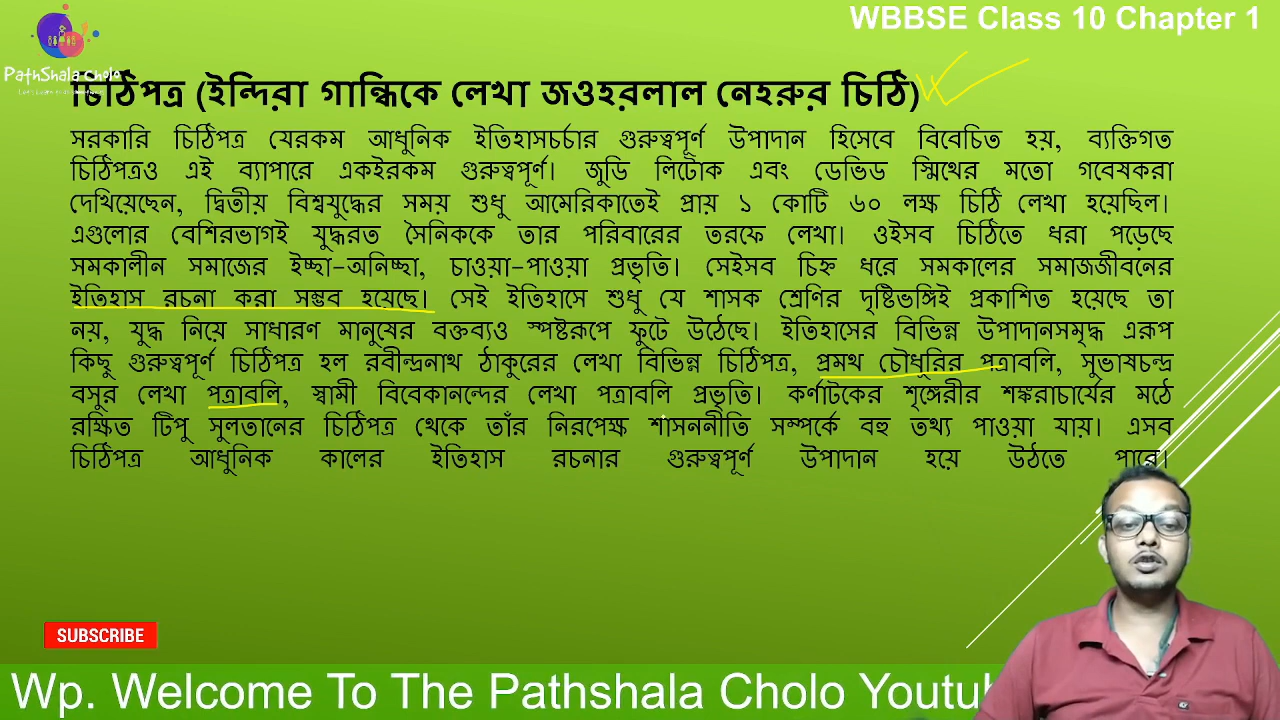 WBBSE Class 10 Chapter 1
PathShala Cholo
চিঠিপত্র (ইন্দিরা গান্ধিকে লেখা জওহরলাল নেহরুর চিঠি)
সরকারি চিঠিপত্র যেরকম আধুনিক ইতিহাসচর্চার গুরুত্বপূর্ণ উপাদান হিসেবে বিবেচিত হয়, ব্যক্তিগত
চিঠিপত্রও এই ব্যাপারে একইরকম গুরুত্বপূর্ণ। জুডি লিটোক এবং ডেভিড স্মিথের মতো গবেষকরা
দেখিয়েছেন, দ্বিতীয় বিশ্বযুদ্ধের সময় শুধু আমেরিকাতেই প্রায় ১ কোটি ৬০ লক্ষ চিঠি লেখা হয়েছিল।
এগুলোর বেশিরভাগই যুদ্ধরত সৈনিককে তার পরিবারের তরফে লেখা। ওইসব চিঠিতে ধরা পড়েছে
সমকালীন সমাজের ইচ্ছা-অনিচ্ছা, চাওয়া-পাওয়া প্রভৃতি। সেইসব চিহ্ন ধরে সমকালের সমাজজীবনের
ইতিহাস রচনা করা সম্ভব হয়েছে। সেই ইতিহাসে শুধু যে শাসক শ্রেণির দৃষ্টিভঙ্গিই প্রকাশিত হয়েছে তা
নয়, যুদ্ধ নিয়ে সাধারণ মানুষের বক্তব্যও স্পষ্টরূপে ফুটে উঠেছে। ইতিহাসের বিভিন্ন উপাদানসমৃদ্ধ এরূপ
কিছু গুরুত্বপূর্ণ চিঠিপত্র হল রবীন্দ্রনাথ ঠাকুরের লেখা বিভিন্ন চিঠিপত্র, প্রমথ চৌধুরির পত্রাবলি, সুভাষচন্দ্র
বসুর লেখা পত্রাবলি, স্বামী বিবেকানন্দের লেখা পত্রাবলি প্রভৃতি। কর্ণাটকের শৃঙ্গেরীর শঙ্করাচার্যের মঠে
রক্ষিত টিপু সুলতানের চিঠিপত্র থেকে তাঁর নিরপেক্ষ শাসননীতি সম্পর্কে বহু তথ্য পাওয়া যায়। এসব
চিঠিপত্র আধুনিক কালের ইতিহাস রচনার গুরুত্বপূর্ণ উপাদান হয়ে উঠতে পারে।
SUBSCRIBE
Wp. Welcome To The Pathshala Cholo Youtub